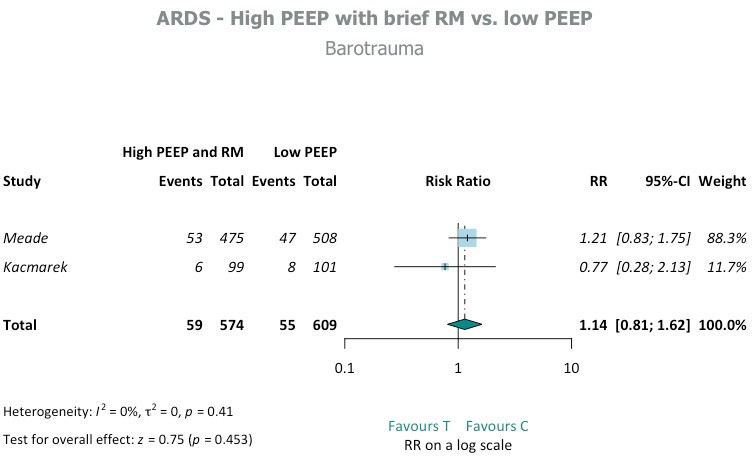 ARDS - High PEEP with brief RM vs. low PEEP
Barotrauma
High PEEP and RM Low PEEP
Study Events Total Events Total Risk Ratio RR 95%-CI Weight
Meade 53 475 47 508 1.21 [0.83; 1.75] 88.3%
Kacmarek 6 99 8 101 0.77 [0.28; 2.13] 11.7%
Total 59 574 55 609 1.14 [0.81; 1.62] 100.0%
0.1 1 10
Heterogeneity: I² = 0%, τ² = 0, p = 0.41
Favours T Favours C
Test for overall effect: z = 0.75 (p = 0.453)
RR on a log scale